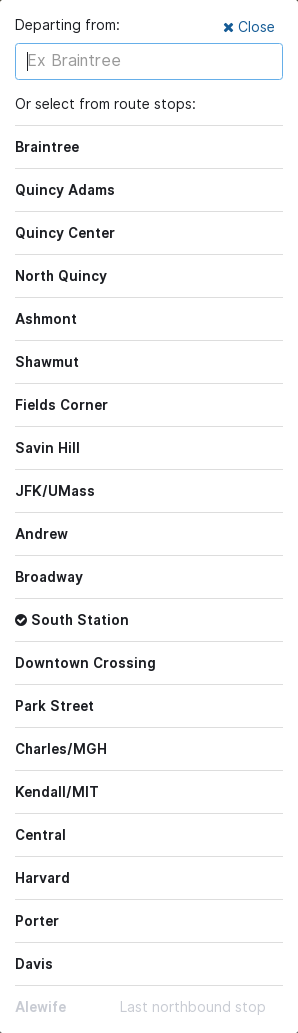 Departing from:
Close
Ex Braintree
Or select from route stops:
Braintree
Quincy Adams
Quincy Center
North Quincy
Ashmont
Shawmut
Fields Corner
Savin Hill
JFK/UMass
Andrew
Broadway
South Station
Downtown Crossing
Park Street
Charles/MGH
Kendall/MIT
Central
Harvard
Porter
Davis
Alewife Last northbound stop